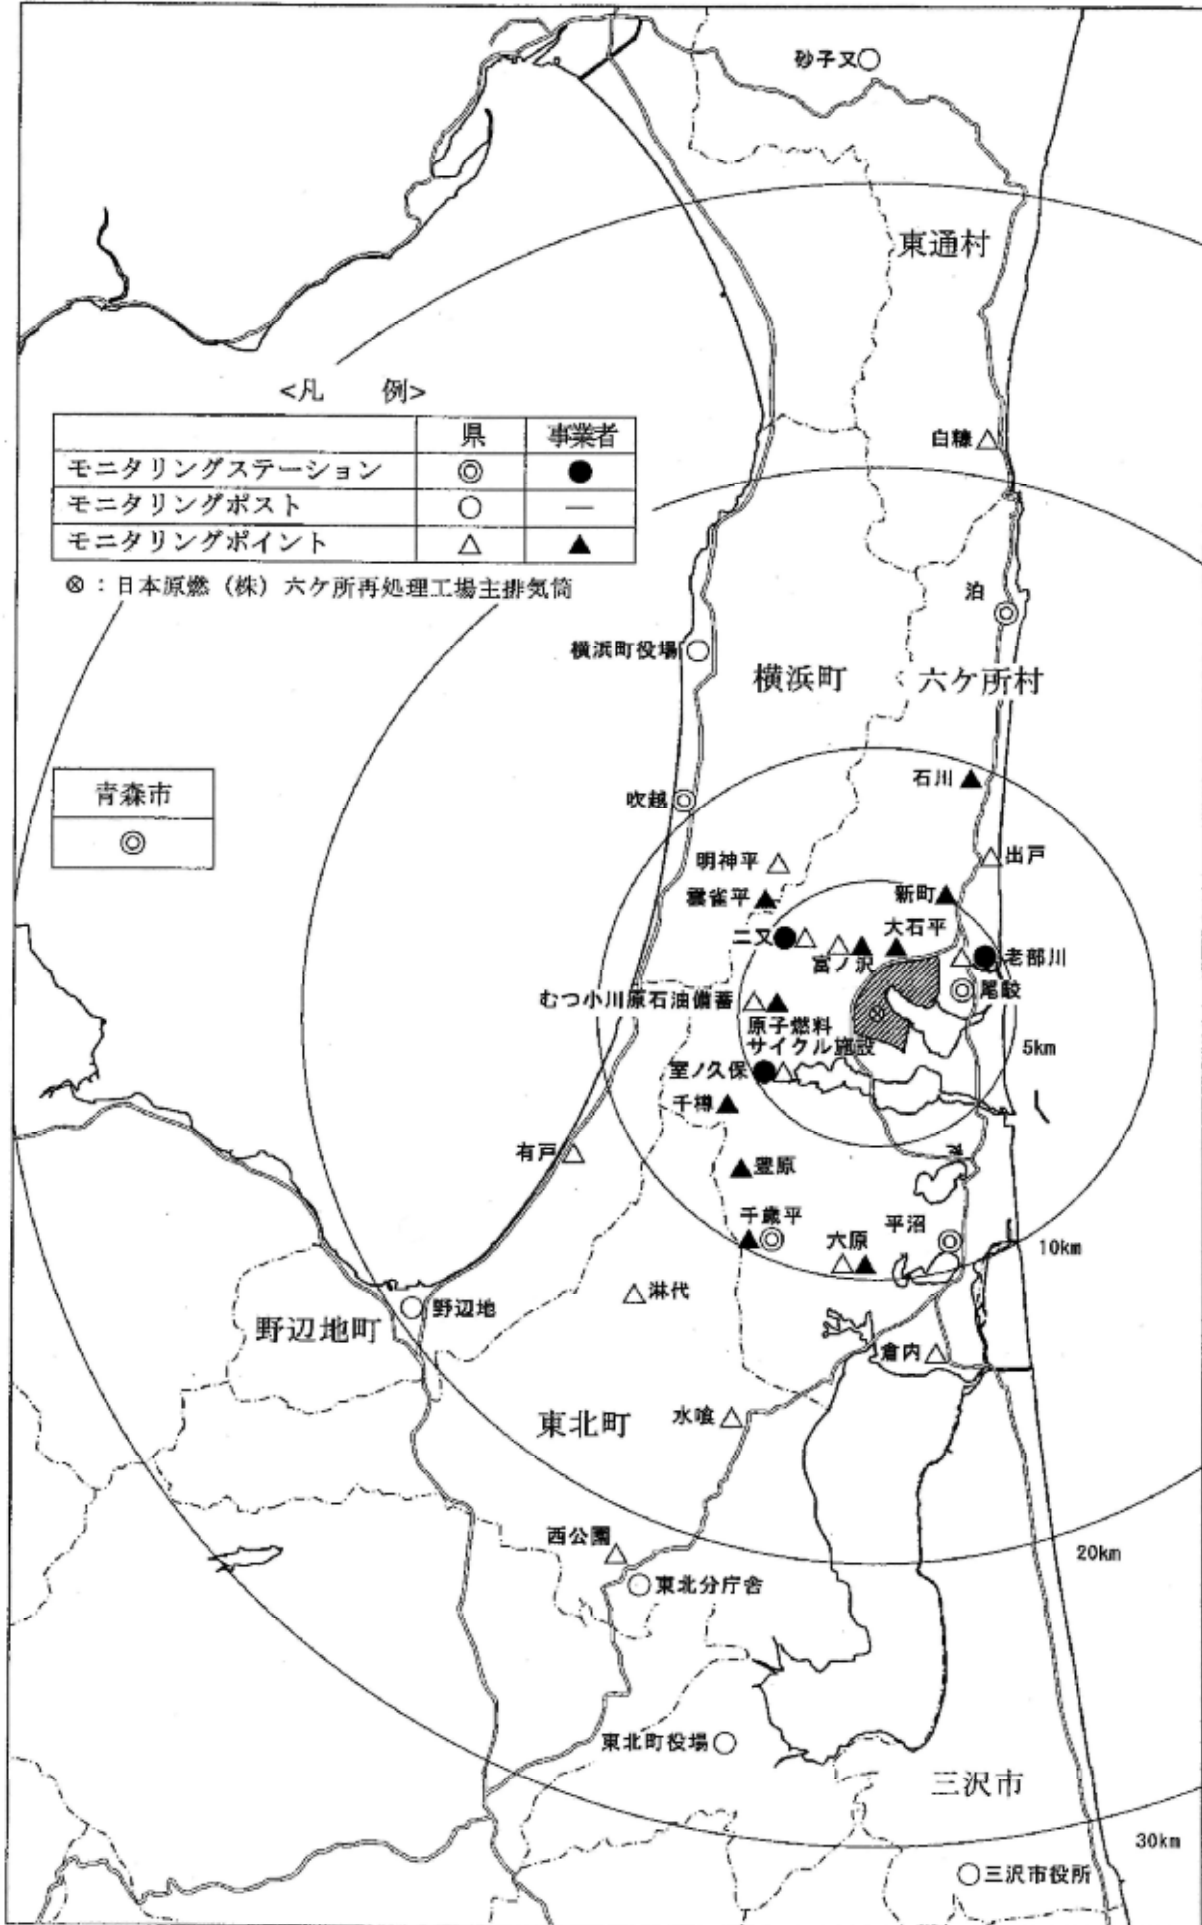 砂子又
東通村
<凡　　例>
県 事業者
白糠
モニタリングステーション ◎ ●
モニタリングポスト ○ ―
モニタリングポイント △ ▲
⊗：日本原燃（株）六ケ所再処理工場主排気筒
泊
横浜町役場
横浜町
六ケ所村
石川
青森市
◎
吹越
明神平
出戸
雲雀平
新町
大石平
二又
富ノ沢
老部川
尾駮
むつ小川原石油備蓄
原子燃料
サイクル施設
5km
室ノ久保
千樽
有戸
豊原
千歳平
平沼
六原
10km
淋代
野辺地
野辺地町
倉内
東北町
水喰
西公園
20km
東北分庁舎
東北町役場
三沢市
30km
三沢市役所